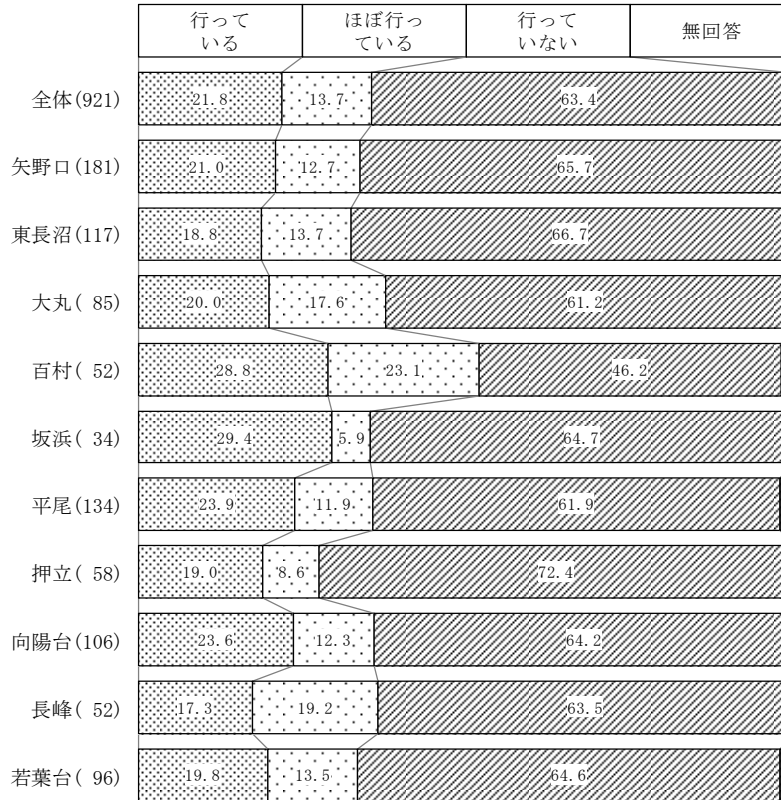 行って
いる
ほぼ行っ
ている
行って
いない
無回答
全体(921) 21.8 13.7 63.4
矢野口(181) 21.0 12.7 65.7
東長沼(117) 18.8 13.7 66.7
大丸( 85) 20.0 17.6 61.2
百村( 52) 28.8 23.1 46.2
坂浜( 34) 29.4 5.9 64.7
平尾(134) 23.9 11.9 61.9
押立( 58) 19.0 8.6 72.4
向陽台(106) 23.6 12.3 64.2
長峰( 52) 17.3 19.2 63.5
若葉台( 96) 19.8 13.5 64.6